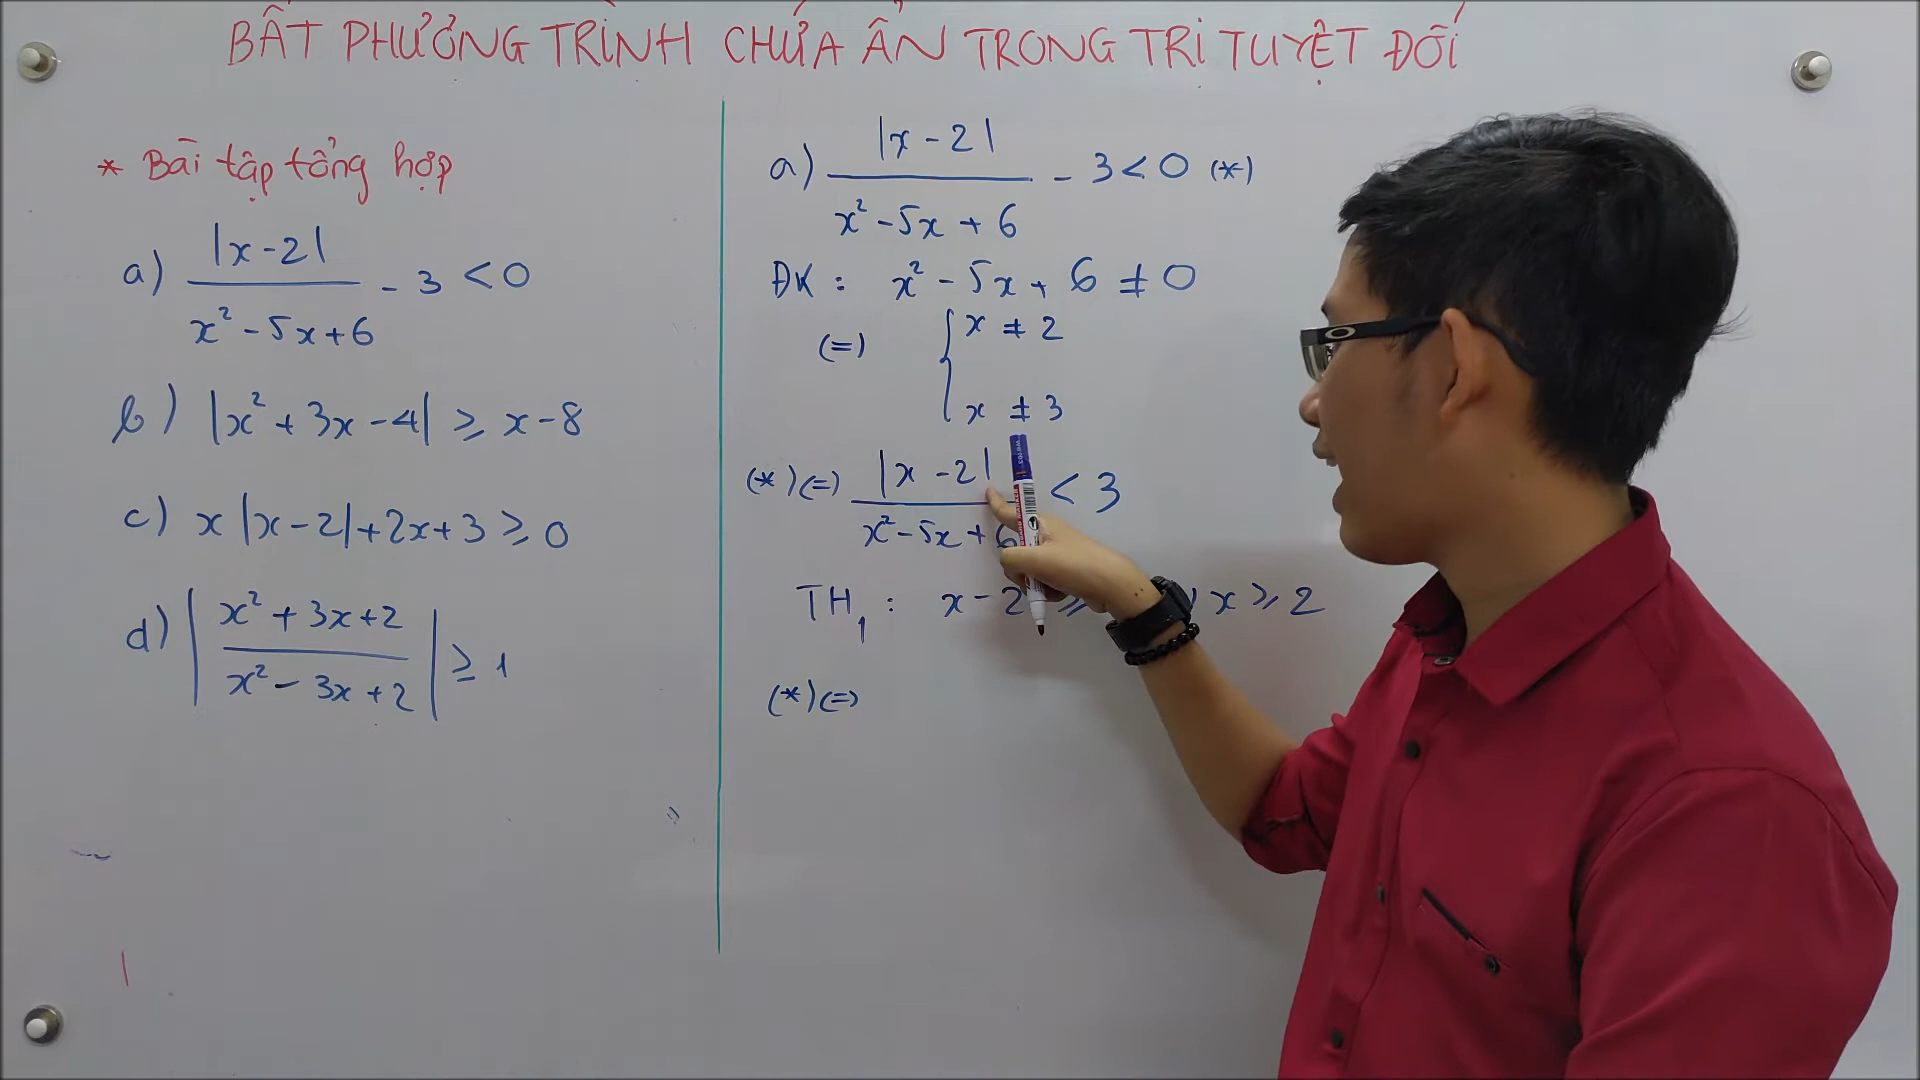 BẤT PHƯƠNG TRÌNH CHỨA ẨN TRONG TRỊ TUYỆT ĐỐI
* Bài tập tổng hợp
a) |x-2| / x²-5x+6 - 3 < 0
b) |x²+3x-4| ≥ x-8
c) x|x-2|+2x+3 ≥ 0
d) |x²+3x+2 / x²-3x+2| ≥ 1
a) |x-2| / x²-5x+6 - 3 < 0 (*)
ĐK : x²-5x+6 ≠ 0
(=) { x ≠ 2
x ≠ 3
(*)(=) |x-2| / x²-5x+6 < 3
TH₁ : x-2 ≥ x ≥ 2
(*)(=)